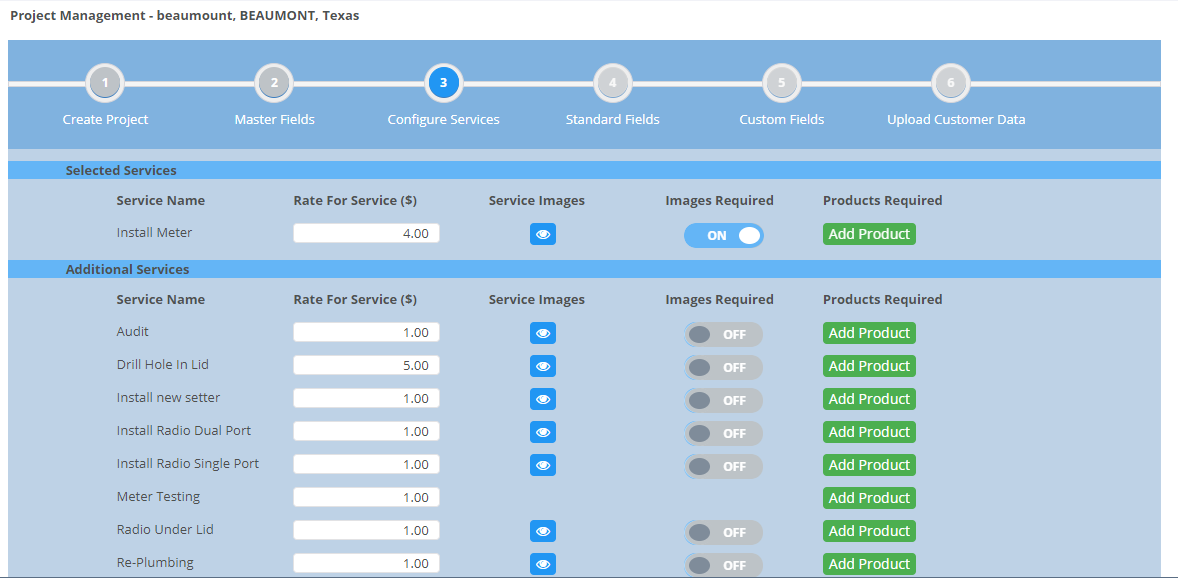 Project Management - beaumount, BEAUMONT, Texas
1 2 3 4 5 6
Create Project Master Fields Configure Services Standard Fields Custom Fields Upload Customer Data
Selected Services
Service Name Rate For Service ($) Service Images Images Required Products Required
Install Meter 4.00 ON Add Product
Additional Services
Service Name Rate For Service ($) Service Images Images Required Products Required
Audit 1.00 OFF Add Product
Drill Hole In Lid 5.00 OFF Add Product
Install new setter 1.00 OFF Add Product
Install Radio Dual Port 1.00 OFF Add Product
Install Radio Single Port 1.00 OFF Add Product
Meter Testing 1.00 Add Product
Radio Under Lid 1.00 OFF Add Product
Re-Plumbing 1.00 OFF Add Product